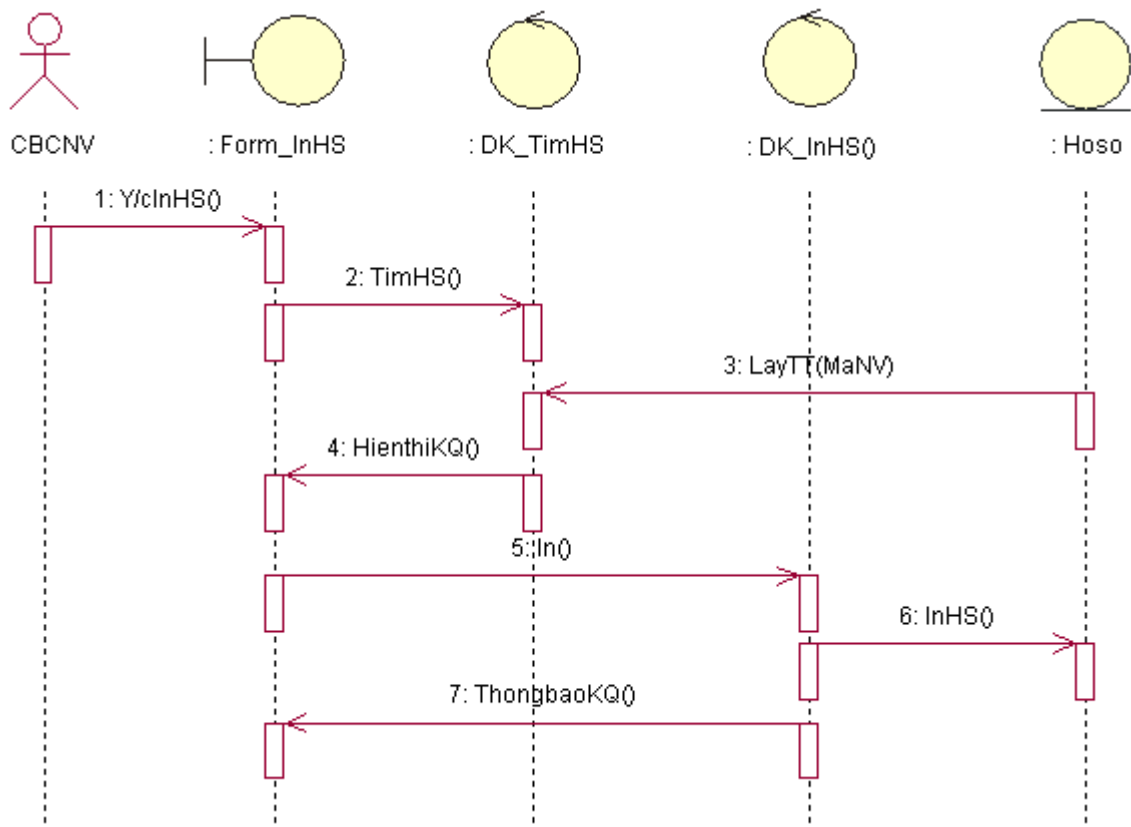 CBCNV
: Form_InHS
: DK_TimHS
: DK_InHS()
: Hoso
1: Y/cInHS()
2: TimHS()
3: LayTT(MaNV)
4: HienthiKQ()
5: In()
6: InHS()
7: ThongbaoKQ()